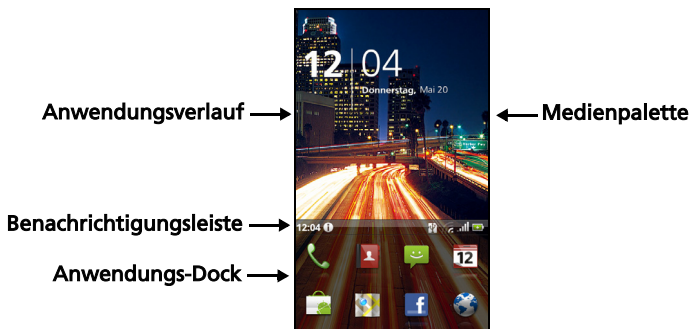 12 04
Donnerstag, Mai 20
Anwendungsverlauf
Medienpalette
Benachrichtigungsleiste
12:04
Anwendungs-Dock
12